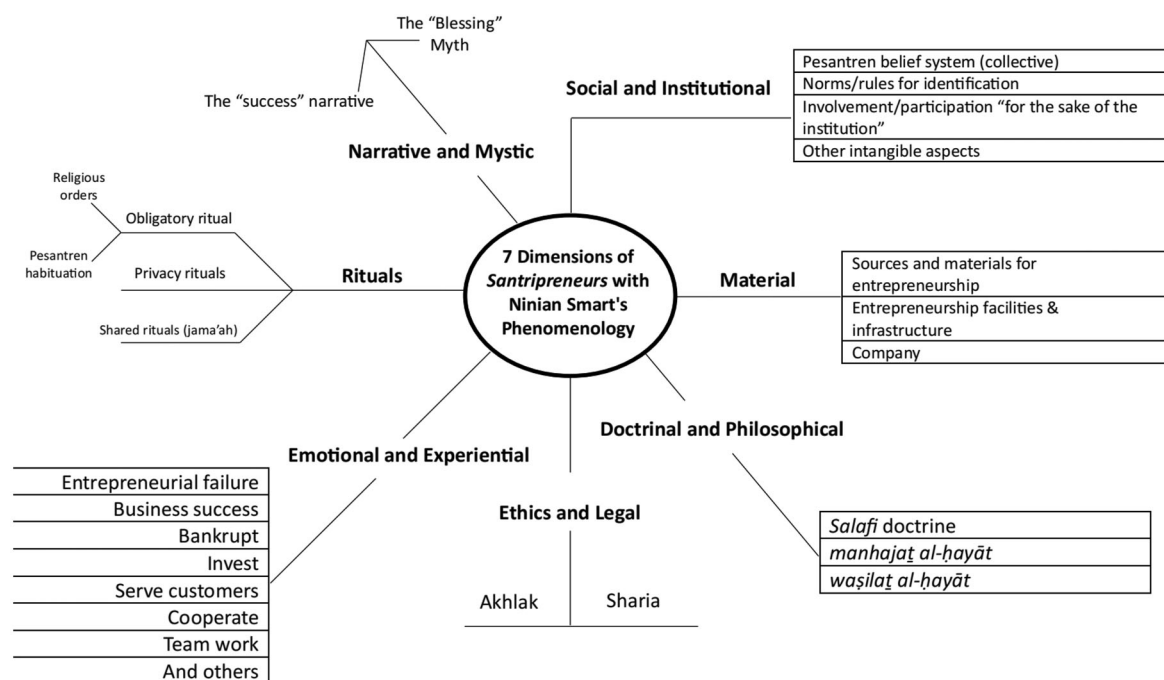 The “Blessing”
Myth
The “success” narrative
Narrative and Mystic
Social and Institutional
Pesantren belief system (collective)
Norms/rules for identification
Involvement/participation “for the sake of the
institution”
Other intangible aspects
Religious
orders
Obligatory ritual
Pesantren
habituation
Privacy rituals
Shared rituals (jama’ah)
Rituals
7 Dimensions of
Santripreneurs with
Ninian Smart's
Phenomenology
Material
Sources and materials for
entrepreneurship
Entrepreneurship facilities &
infrastructure
Company
Emotional and Experiential
Entrepreneurial failure
Business success
Bankrupt
Invest
Serve customers
Cooperate
Team work
And others
Ethics and Legal
Akhlak
Sharia
Doctrinal and Philosophical
Salafi doctrine
manhajaṯ al-ḥayāt
waṣilaṯ al-ḥayāt